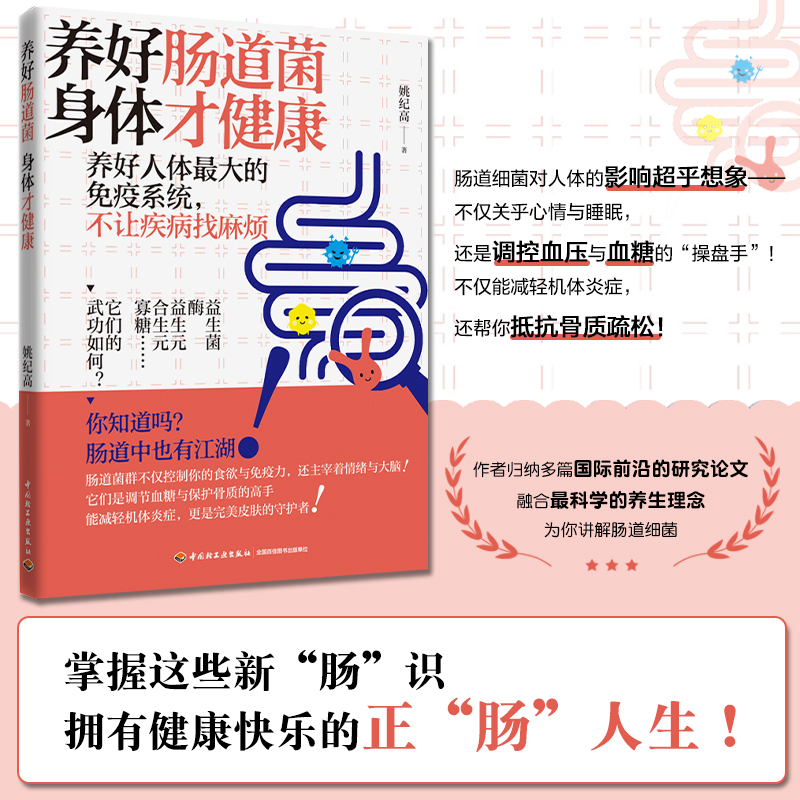 养好肠道菌
身体才健康
姚纪高
著
养好肠道菌
身体才健康
姚纪高
著
养好人体最大的
免疫系统，
不让疾病找麻烦
益生菌
酶
益生元
合生元
寡糖……
它们的
武功如何？
你知道吗？
肠道中也有江湖！
肠道菌群不仅控制你的食欲与免疫力，还主宰着情绪与大脑！
它们是调节血糖与保护骨质的高手
能减轻机体炎症，更是完美皮肤的守护者！
中国轻工业出版社
全国百佳图书出版单位
肠道细菌对人体的影响超乎想象——
不仅关乎心情与睡眠，
还是调控血压与血糖的“操盘手”！
不仅能减轻机体炎症，
还帮你抵抗骨质疏松！
作者归纳多篇国际前沿的研究论文
融合最科学的养生理念
为你讲解肠道细菌
掌握这些新“肠”识
拥有健康快乐的正“肠”人生！